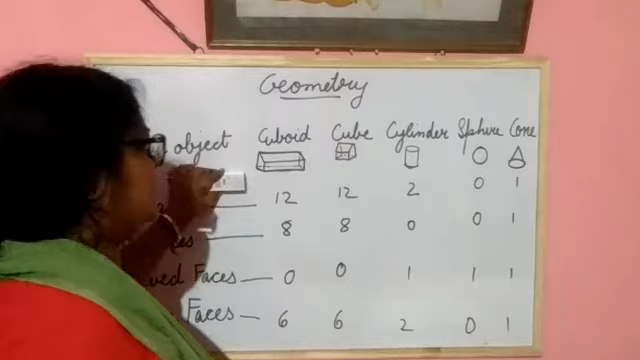 Geometry
object Cuboid Cube Cylinder Sphere Cone
12 12 2 0 1
8 8 0 0 1
Faces — 0 0 1 1 1
Faces — 6 6 2 0 1